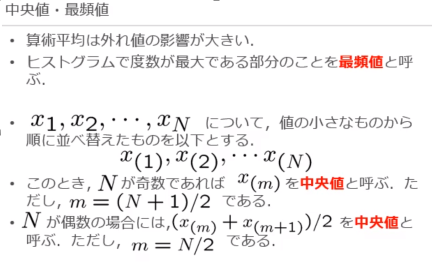 中央値・最頻値
• 算術平均は外れ値の影響が大きい.
• ヒストグラムで度数が最大である部分のことを最頻値と呼
ぶ.
• x_1, x_2, ⋯, x_N について，値の小さなものから
順に並べ替えたものを以下とする.
x_(1), x_(2), ⋯ x_(N)
• このとき, N が奇数であれば x_(m) を中央値と呼ぶ. た
だし, m = (N + 1)/2 である.
• N が偶数の場合には, (x_(m) + x_(m+1))/2 を中央値と
呼ぶ. ただし, m = N/2 である.